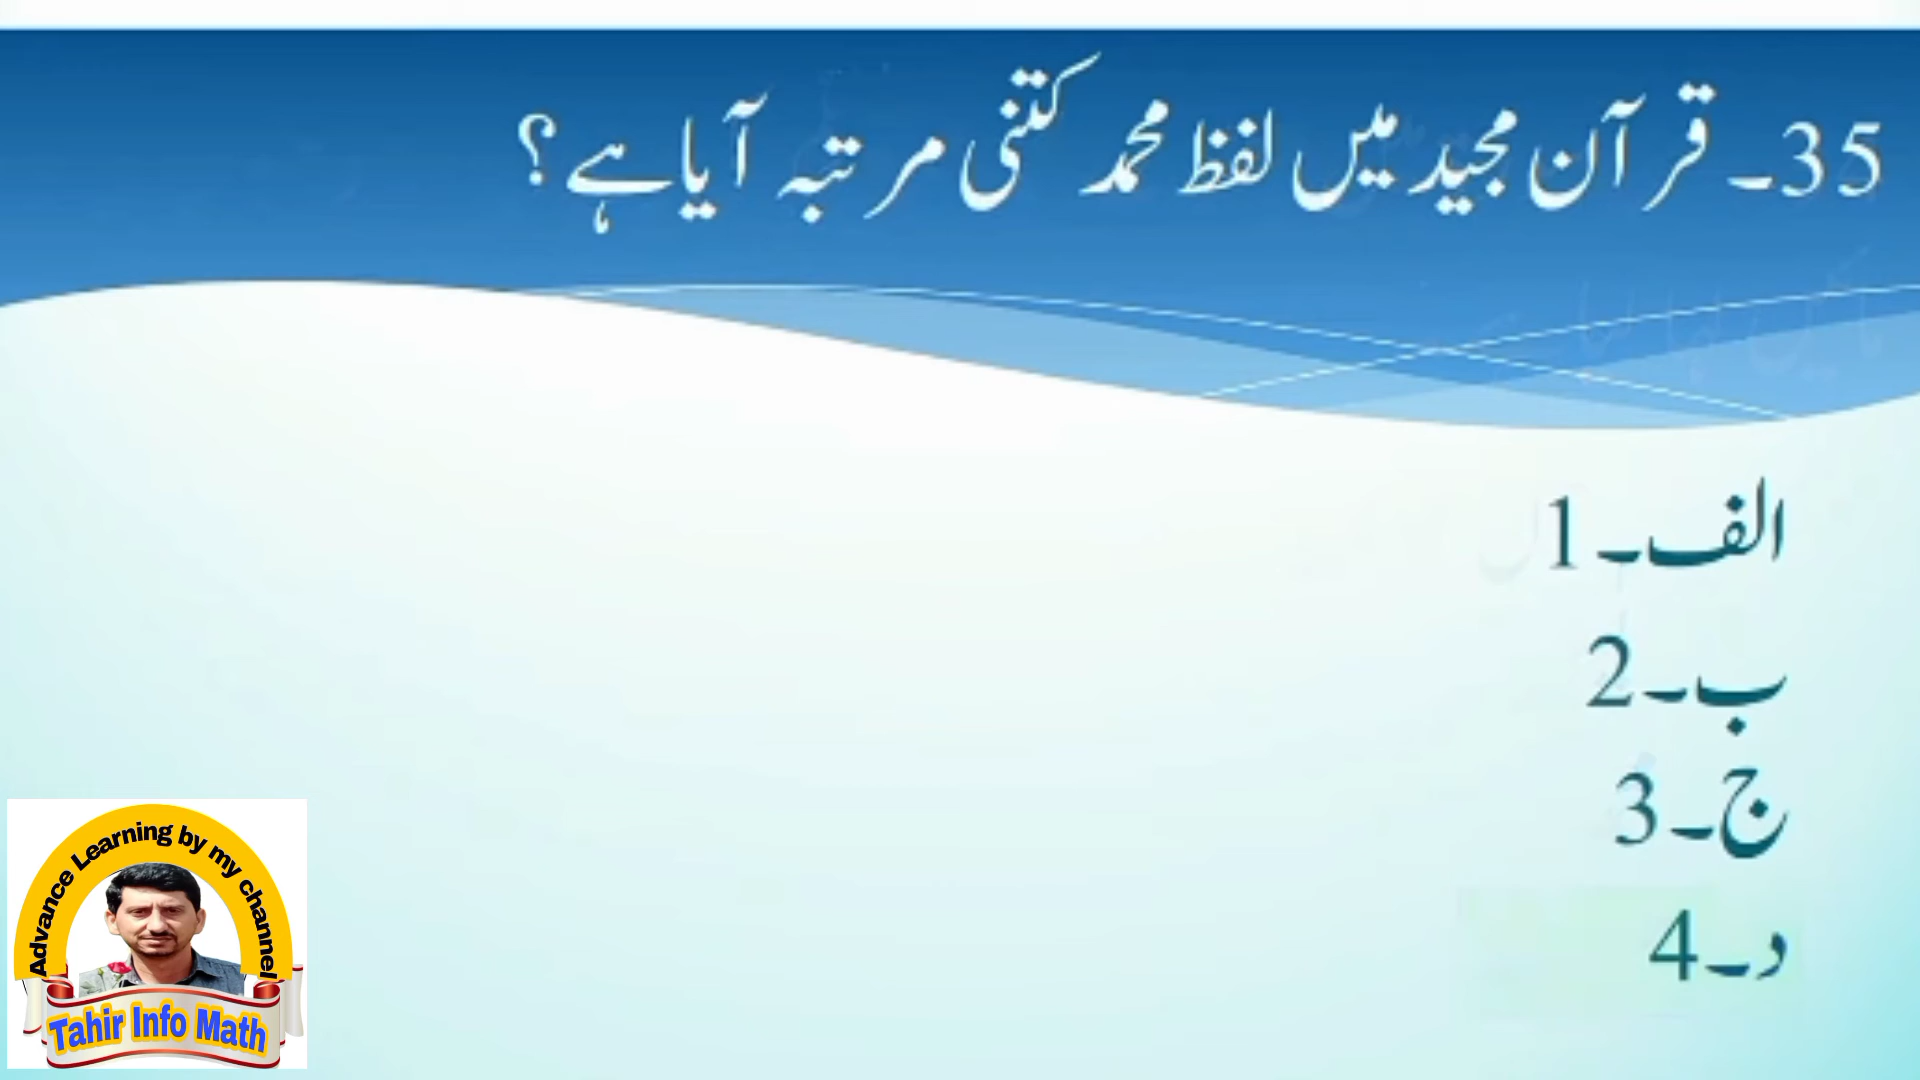 35۔ قرآن مجید میں لفظ محمد کتنی مرتبہ آیا ہے؟
الف۔ 1
ب۔ 2
ج۔ 3
د۔ 4
Advance Learning by my channel
Tahir Info Math